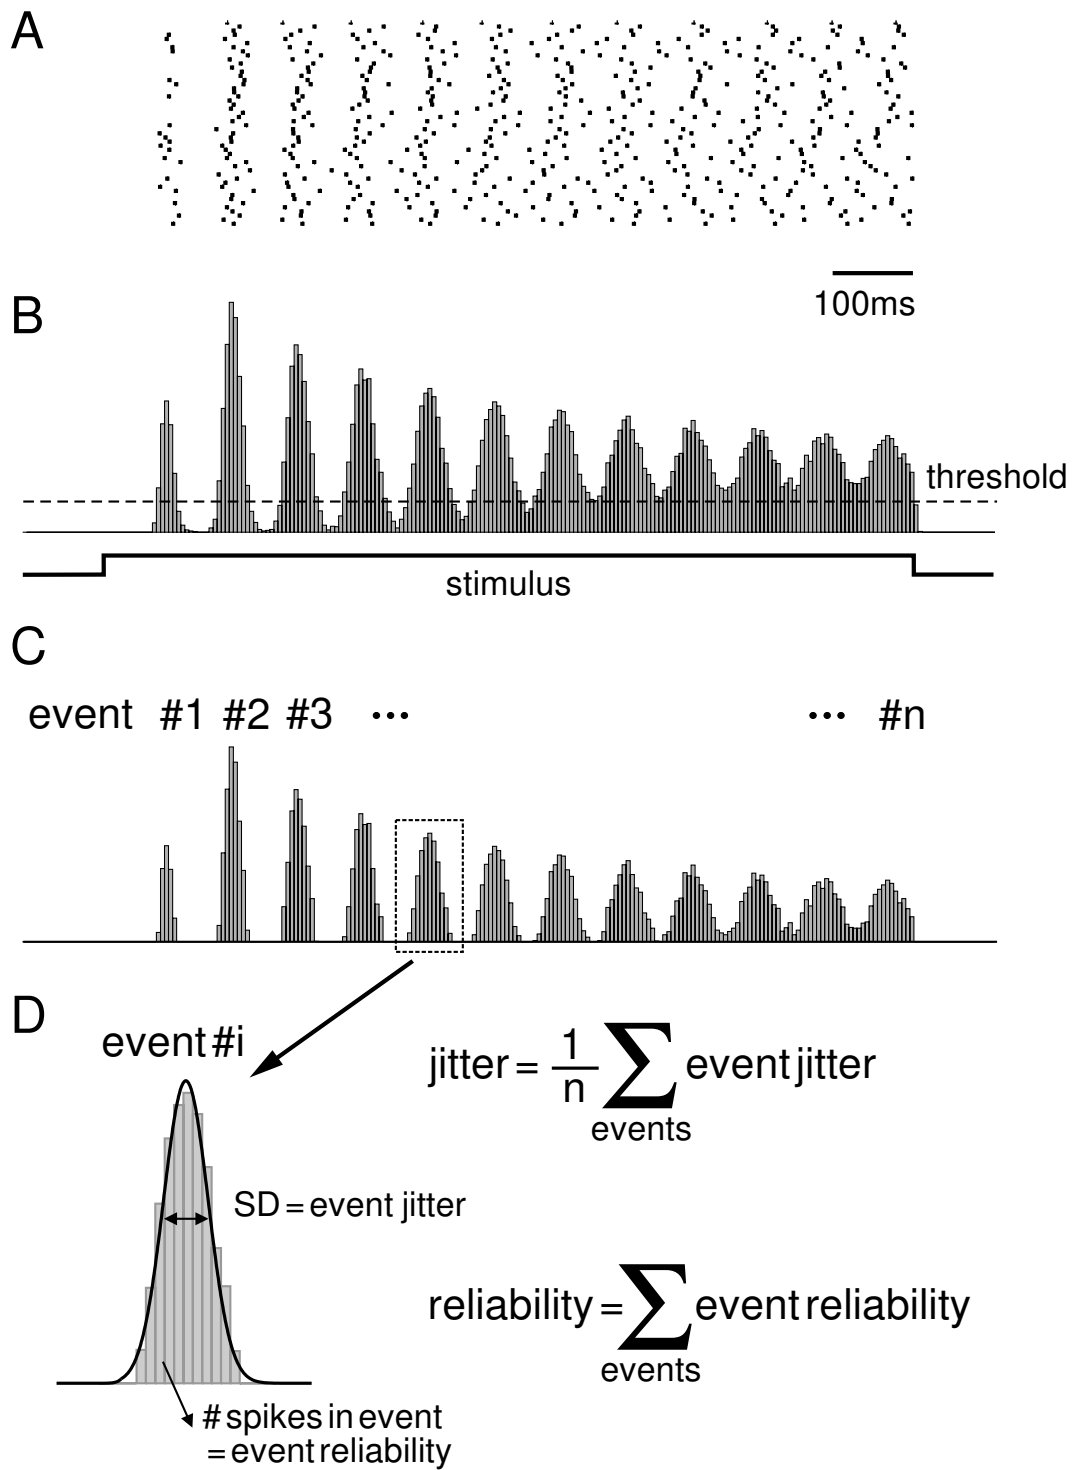 A
100ms
B
threshold
stimulus
C
event #1 #2 #3 ... ... #n
D
event #i
jitter = 1/n ∑ event jitter
events
SD = event jitter
reliability = ∑ event reliability
events
# spikes in event
= event reliability